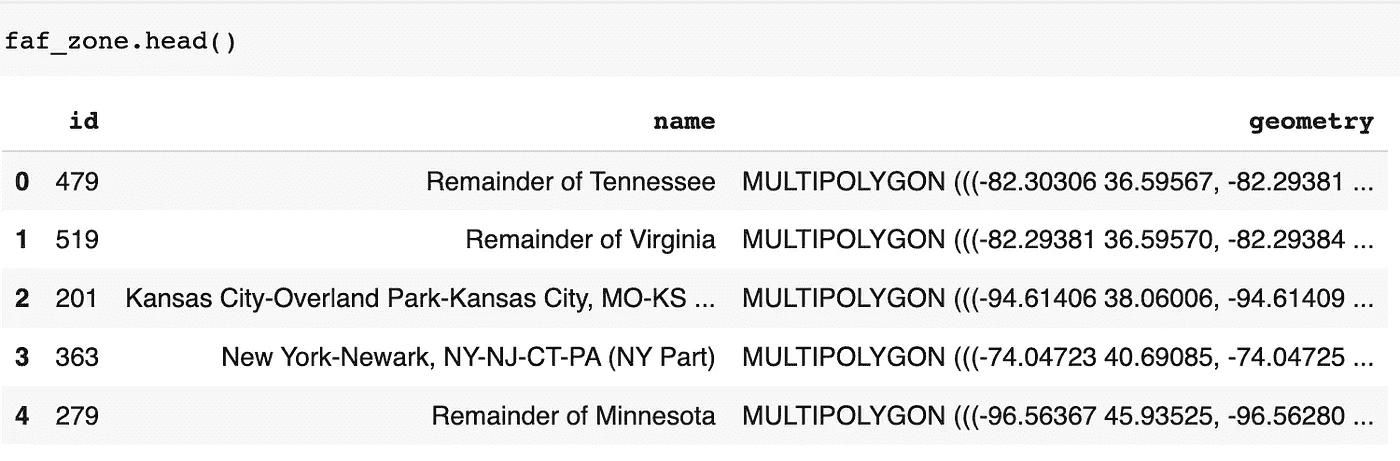 faf_zone.head()
id name geometry
0 479 Remainder of Tennessee MULTIPOLYGON (((-82.30306 36.59567, -82.29381 ...
1 519 Remainder of Virginia MULTIPOLYGON (((-82.29381 36.59570, -82.29384 ...
2 201 Kansas City-Overland Park-Kansas City, MO-KS ... MULTIPOLYGON (((-94.61406 38.06006, -94.61409 ...
3 363 New York-Newark, NY-NJ-CT-PA (NY Part) MULTIPOLYGON (((-74.04723 40.69085, -74.04725 ...
4 279 Remainder of Minnesota MULTIPOLYGON (((-96.56367 45.93525, -96.56280 ...